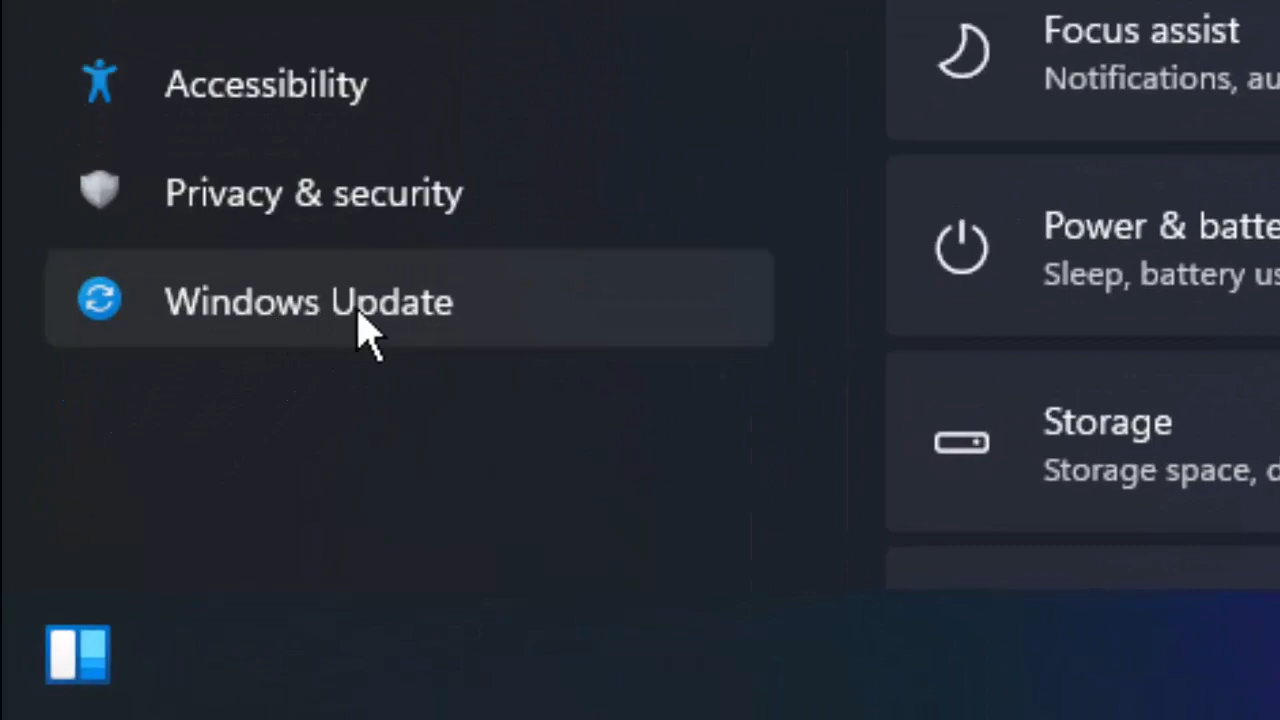 Accessibility
Privacy & security
Windows Update
Focus assist
Notifications, au
Power & batte
Sleep, battery us
Storage
Storage space, d